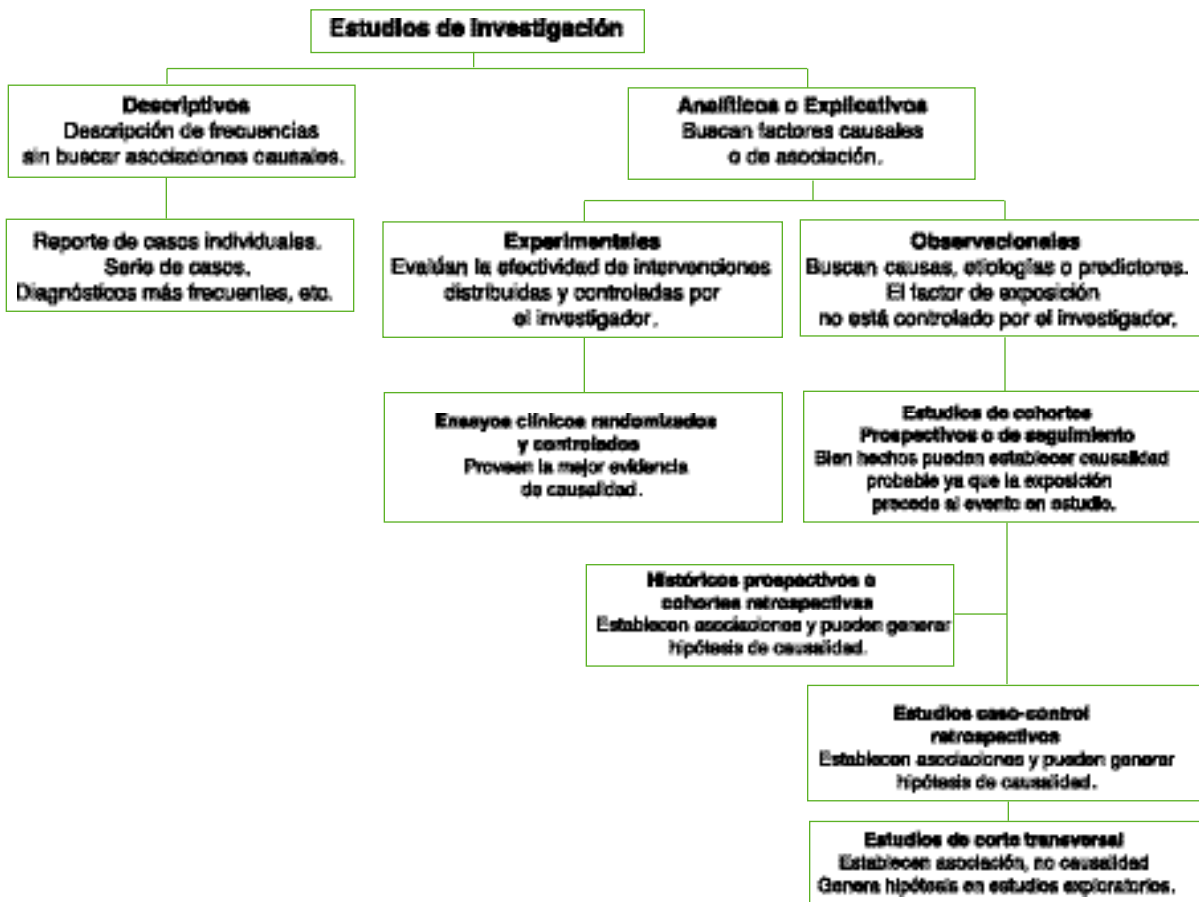 Estudios de investigación
Descriptivos
Descripción de frecuencias
sin buscar asociaciones causales.
Analíticos o Explicativos
Buscan factores causales
o de asociación.
Reporte de casos individuales.
Serie de casos.
Diagnósticos más frecuentes, etc.
Experimentales
Evalúan la efectividad de intervenciones
distribuidas y controladas por
el investigador.
Observacionales
Buscan causas, etiologías o predictores.
El factor de exposición
no está controlado por el investigador.
Ensayos clínicos randomizados
y controlados
Proveen la mejor evidencia
de causalidad.
Estudios de cohortes
Prospectivos o de seguimiento
Bien hechos pueden establecer causalidad
probable ya que la exposición
precede al evento en estudio.
Históricos prospectivos o
cohortes retrospectivas
Establecen asociaciones y pueden generar
hipótesis de causalidad.
Estudios caso-control
retrospectivos
Establecen asociaciones y pueden generar
hipótesis de causalidad.
Estudios de corte transversal
Establecen asociación, no causalidad
Genera hipótesis en estudios exploratorios.